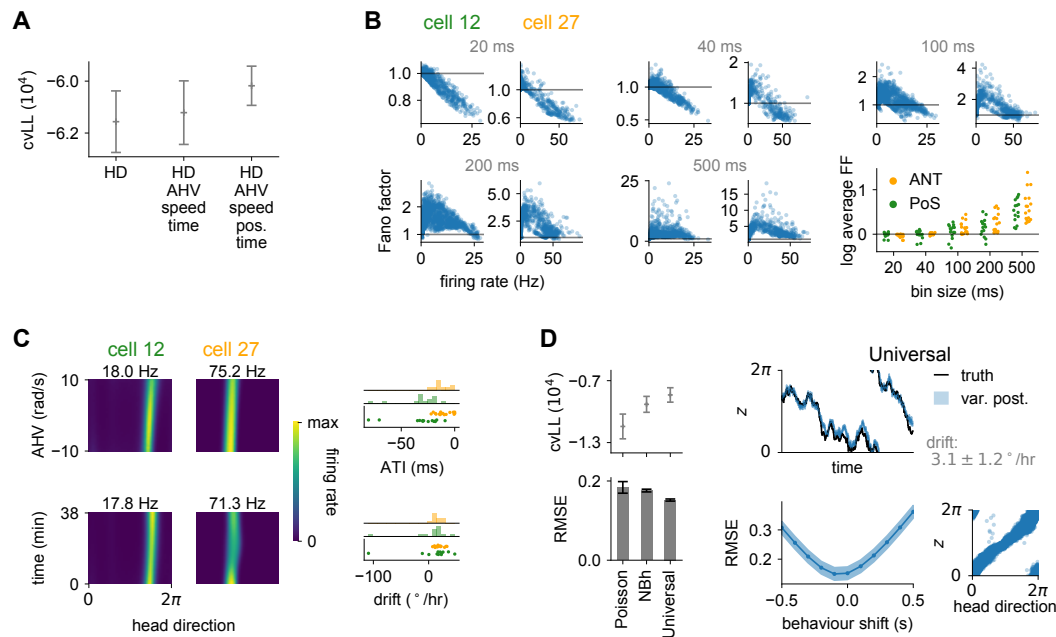 A
cvLL (10⁴)
−6.0
−6.2
HD
HD
AHV
speed
time
HD
AHV
speed
pos.
time
B
cell 12
cell 27
20 ms
40 ms
100 ms
1.0
0.8
0 25
1.0
0.6
0 50
1.0
0.5
0 25
2
1
0 50
2
1
0 25
4
2
0 50
200 ms
500 ms
Fano factor
2
1
0 25
5.0
2.5
0 50
25
0
0 25
15
5
0 50
firing rate (Hz)
log average FF
1
0
ANT
PoS
20 40 100 200 500
bin size (ms)
C
cell 12
cell 27
18.0 Hz
75.2 Hz
AHV (rad/s)
10
−10
17.8 Hz
71.3 Hz
time (min)
38
0
0 2π
head direction
max
0
firing rate
−50 0
ATI (ms)
−100 0
drift (°/hr)
D
cvLL (10⁴)
−0.7
−1.3
RMSE
0.2
0.0
Poisson
NBh
Universal
Universal
truth
var. post.
2π
z
0
time
drift:
3.1 ± 1.2°/hr
RMSE
0.3
0.2
−0.5 0.0 0.5
behaviour shift (s)
2π
z
0
0 2π
head direction